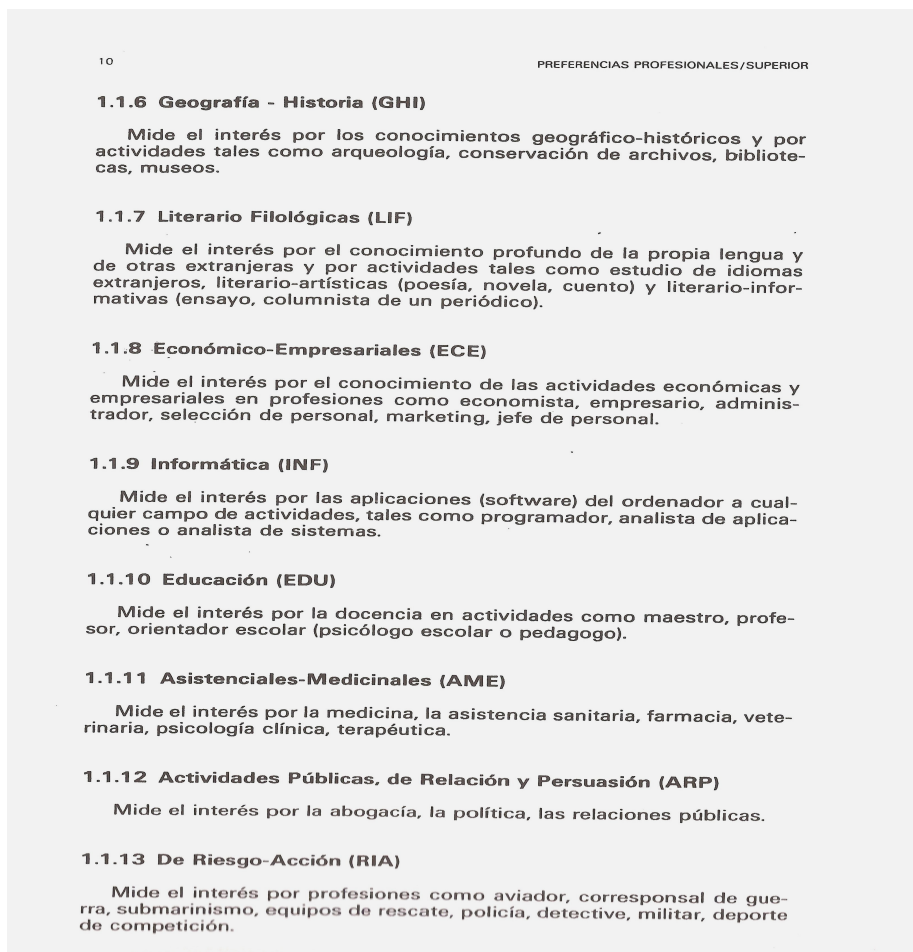 10
PREFERENCIAS PROFESIONALES/SUPERIOR
1.1.6 Geografía - Historia (GHI)
Mide el interés por los conocimientos geográfico-históricos y por
actividades tales como arqueología, conservación de archivos, bibliote-
cas, museos.
1.1.7 Literario Filológicas (LIF)
Mide el interés por el conocimiento profundo de la propia lengua y
de otras extranjeras y por actividades tales como estudio de idiomas
extranjeros, literario-artísticas (poesía, novela, cuento) y literario-infor-
mativas (ensayo, columnista de un periódico).
1.1.8 Económico-Empresariales (ECE)
Mide el interés por el conocimiento de las actividades económicas y
empresariales en profesiones como economista, empresario, adminis-
trador, selección de personal, marketing, jefe de personal.
1.1.9 Informática (INF)
Mide el interés por las aplicaciones (software) del ordenador a cual-
quier campo de actividades, tales como programador, analista de aplica-
ciones o analista de sistemas.
1.1.10 Educación (EDU)
Mide el interés por la docencia en actividades como maestro, profe-
sor, orientador escolar (psicólogo escolar o pedagogo).
1.1.11 Asistenciales-Medicinales (AME)
Mide el interés por la medicina, la asistencia sanitaria, farmacia, vete-
rinaria, psicología clínica, terapéutica.
1.1.12 Actividades Públicas, de Relación y Persuasión (ARP)
Mide el interés por la abogacía, la política, las relaciones públicas.
1.1.13 De Riesgo-Acción (RIA)
Mide el interés por profesiones como aviador, corresponsal de gue-
rra, submarinismo, equipos de rescate, policía, detective, militar, deporte
de competición.